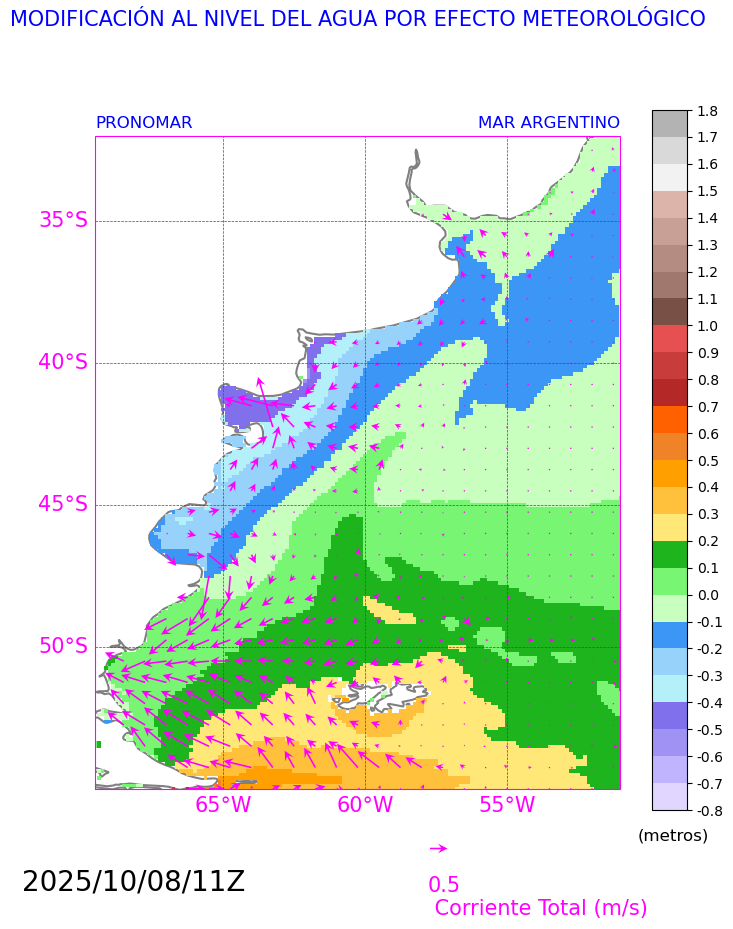 MODIFICACIÓN AL NIVEL DEL AGUA POR EFECTO METEOROLÓGICO
PRONOMAR MAR ARGENTINO
1.8
1.7
1.6
1.5
1.4
1.3
1.2
1.1
1.0
0.9
0.8
0.7
0.6
0.5
0.4
0.3
0.2
0.1
0.0
-0.1
-0.2
-0.3
-0.4
-0.5
-0.6
-0.7
-0.8
(metros)
35°S
40°S
45°S
50°S
65°W 60°W 55°W
2025/10/08/11Z
0.5
Corriente Total (m/s)